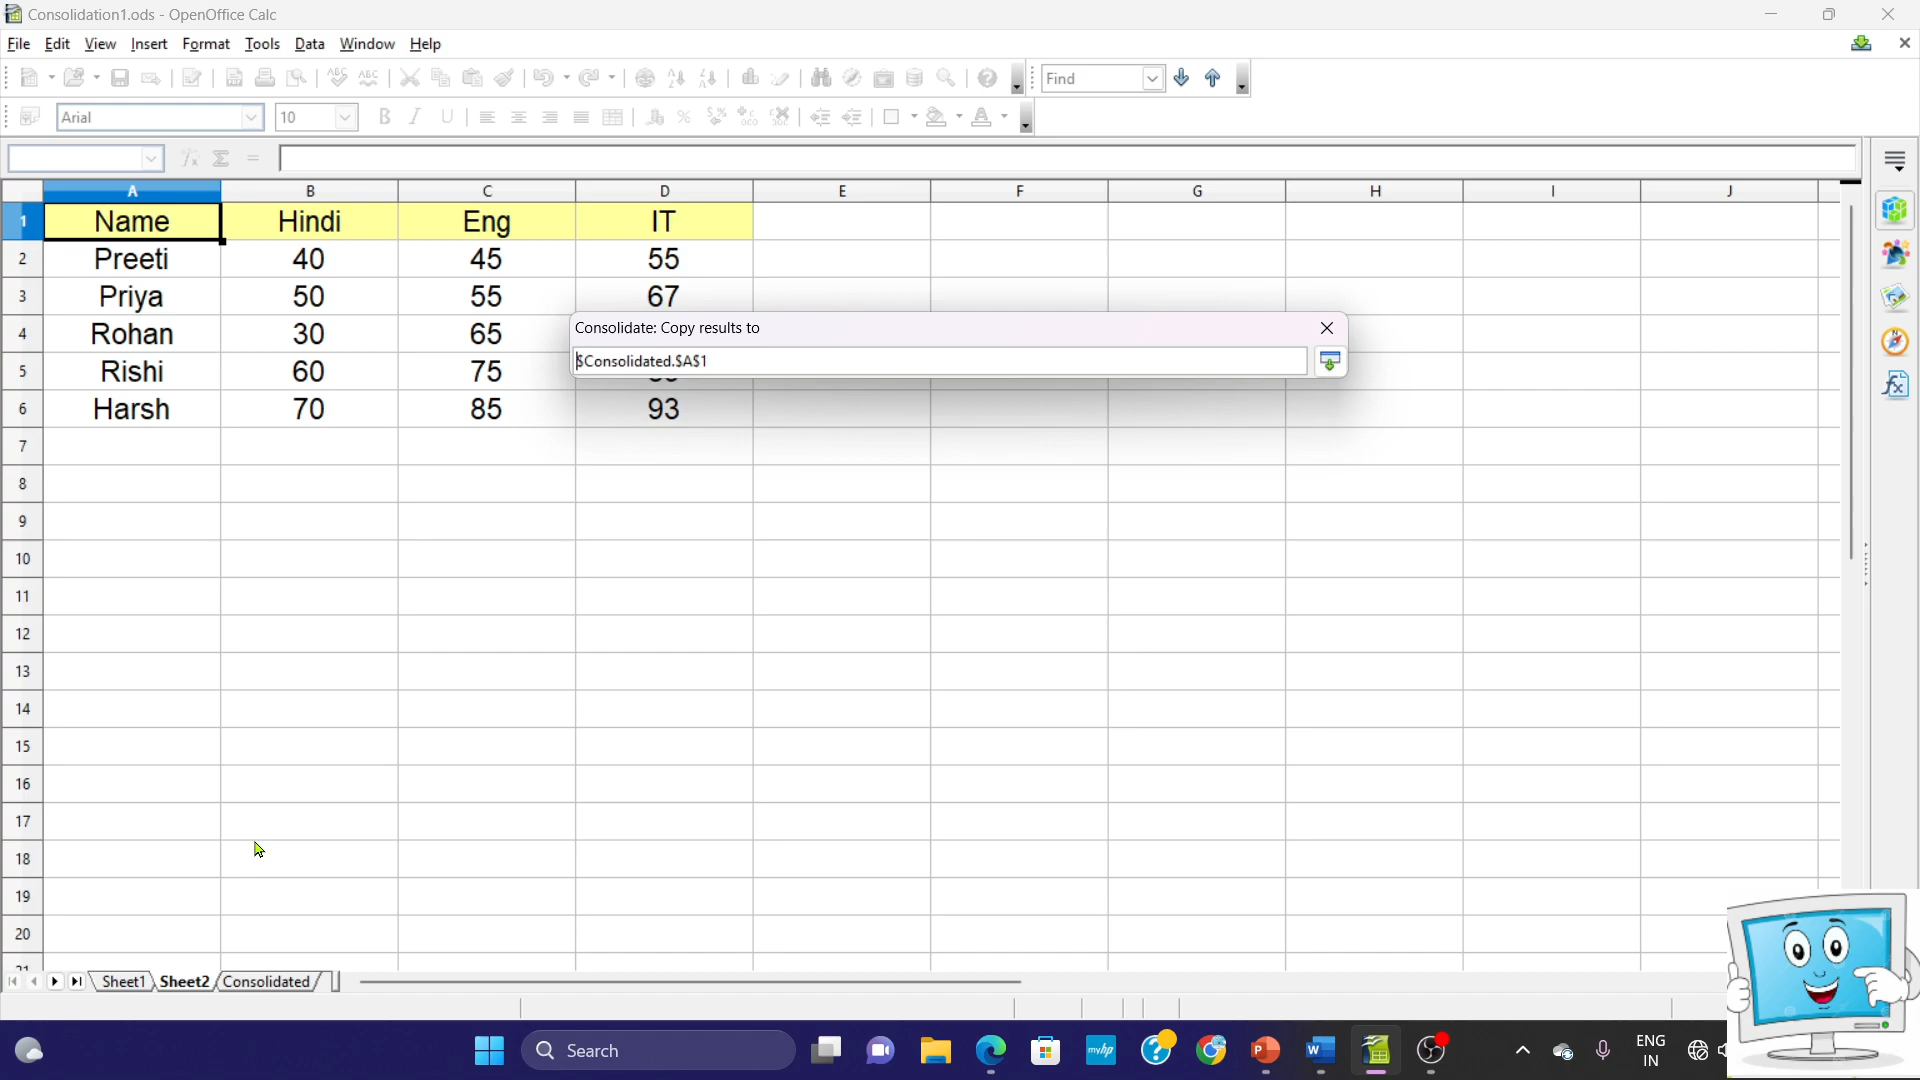 Consolidation1.ods - OpenOffice Calc
File Edit View Insert Format Tools Data Window Help
Find
Arial 10
A B C D E F G H I J
1 Name Hindi Eng IT
2 Preeti 40 45 55
3 Priya 50 55 67
Consolidate: Copy results to
4 Rohan 30 65
$Consolidated.$A$1
5 Rishi 60 75
6 Harsh 70 85 93
7
8
9
10
11
12
13
14
15
16
17
18
19
20
21
Sheet1 Sheet2 Consolidated
Search
myhp
ENG
IN